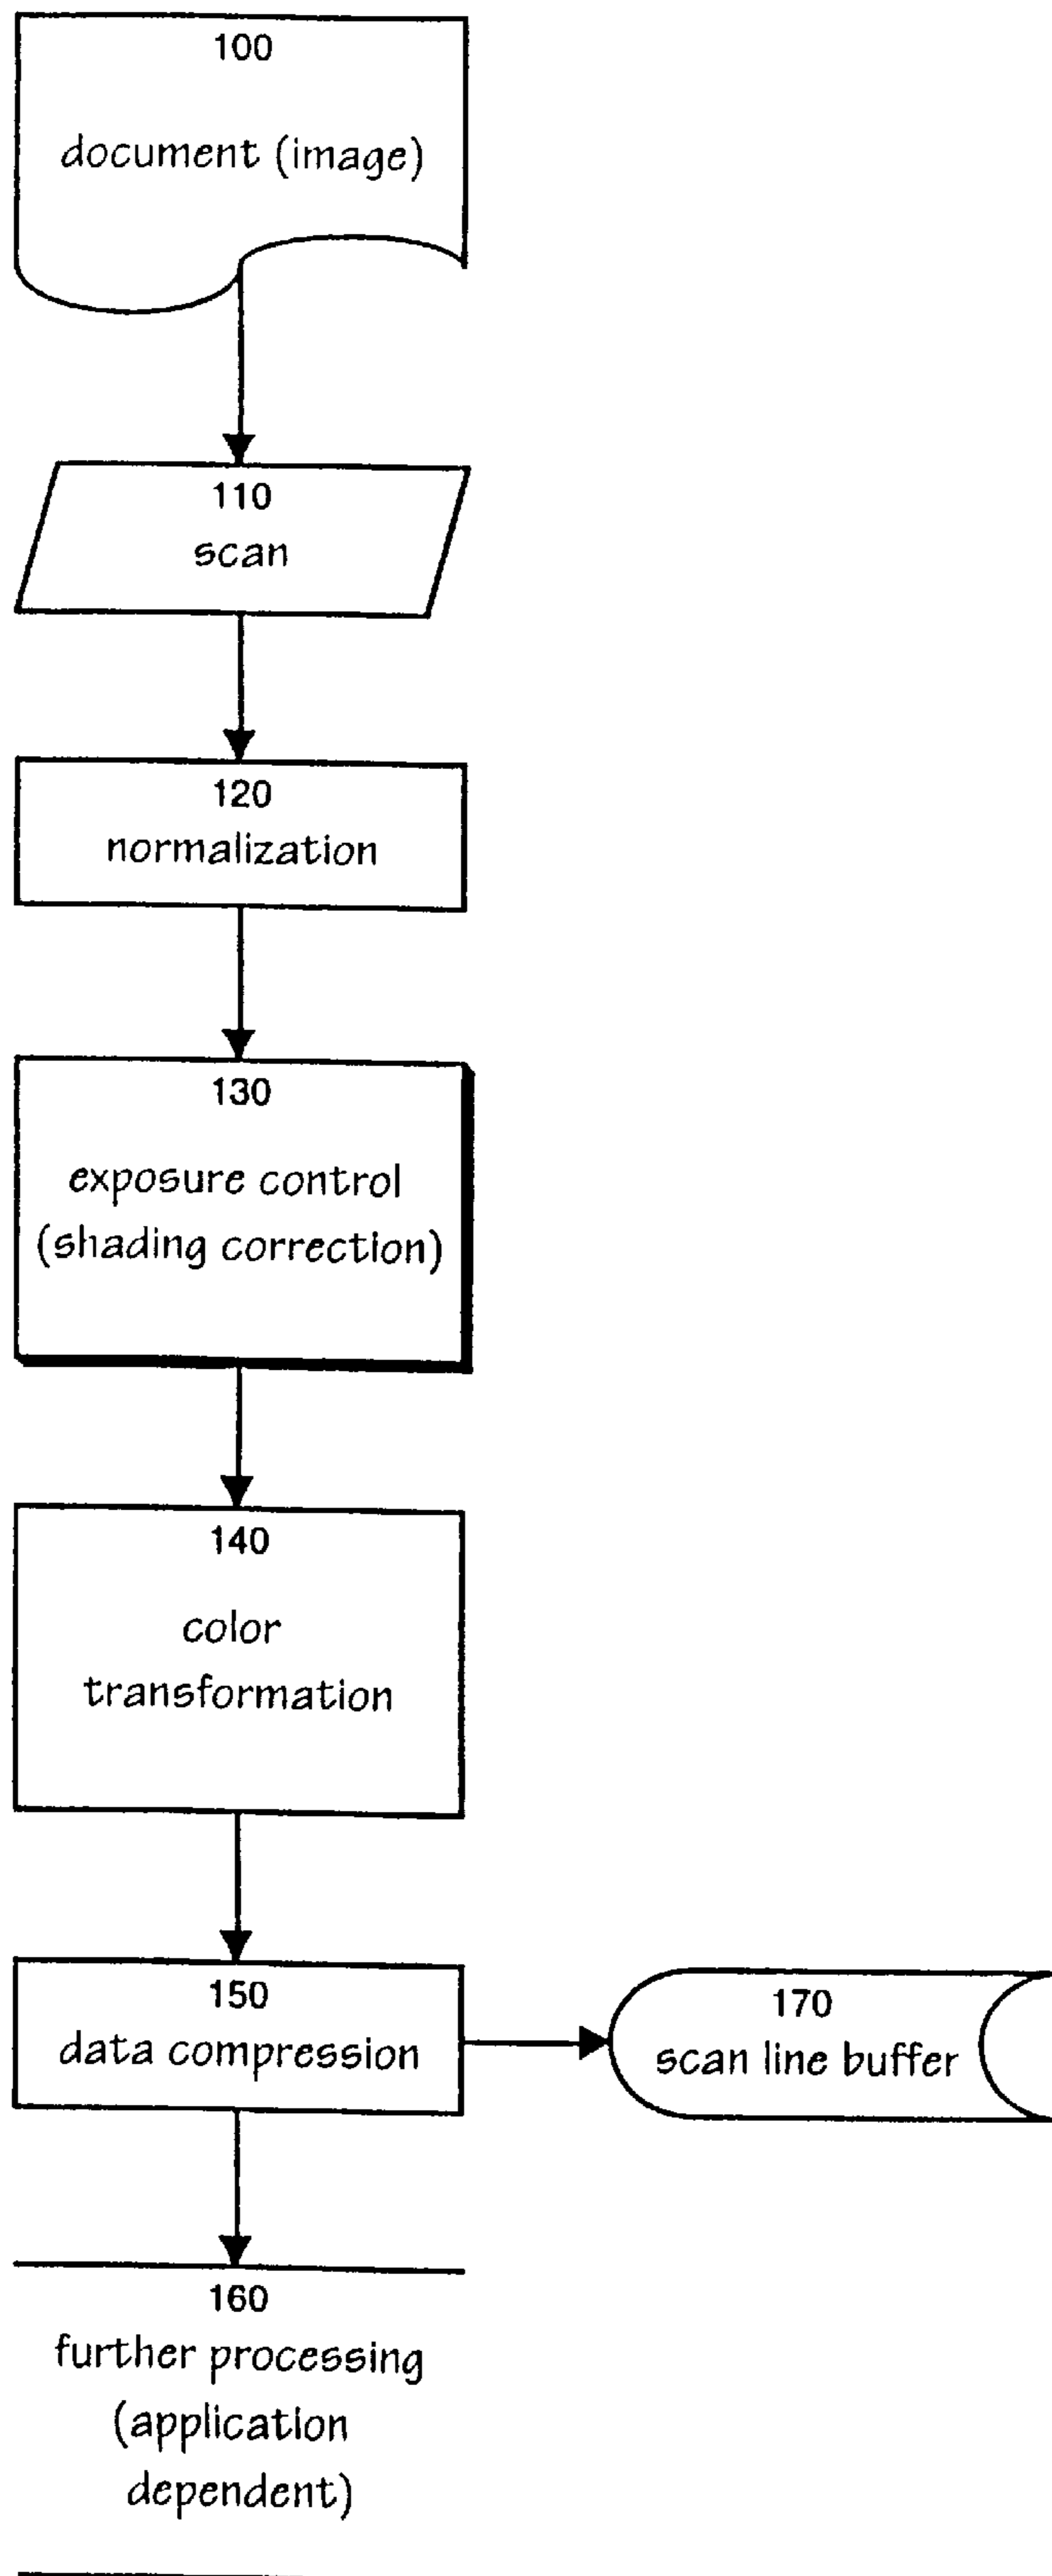 100
document (image)
110
scan
120
normalization
130
exposure control
(shading correction)
140
color
transformation
150
data compression
170
scan line buffer
160
further processing
(application
dependent)